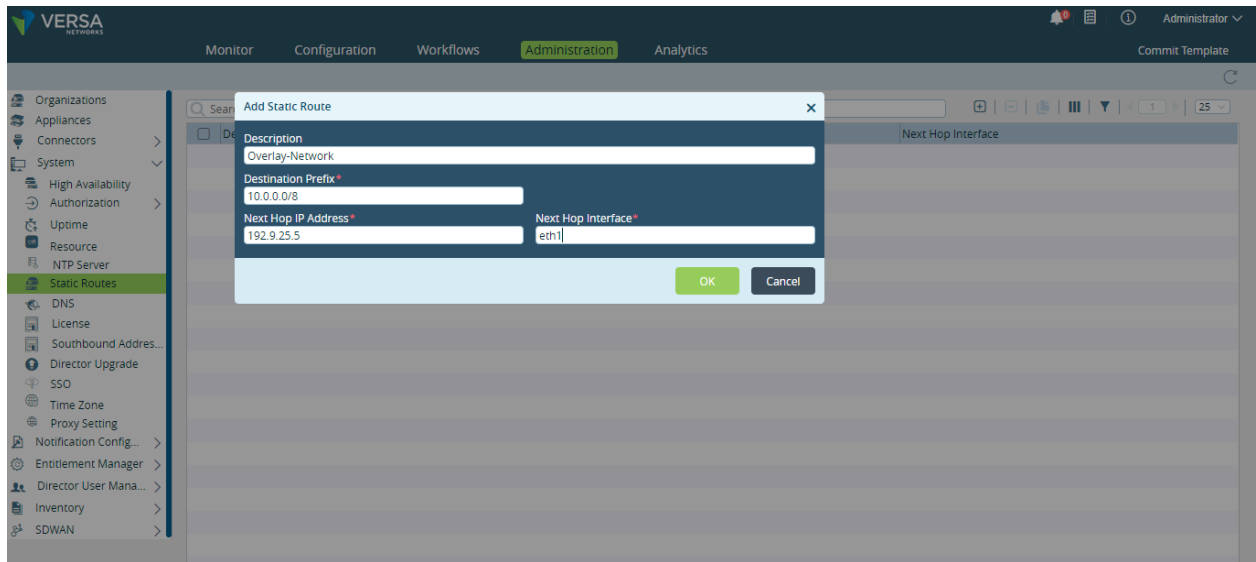 VERSA
NETWORKS
0
Administrator
Monitor Configuration Workflows Administration Analytics Commit Template
Organizations
Appliances
Connectors
System
High Availability
Authorization
Uptime
Resource
NTP Server
Static Routes
DNS
License
Southbound Addres...
Director Upgrade
SSO
Time Zone
Proxy Setting
Notification Config...
Entitlement Manager
Director User Mana...
Inventory
SDWAN
Sear
1 25
De Next Hop Interface
Add Static Route
Description
Overlay-Network
Destination Prefix*
10.0.0.0/8
Next Hop IP Address* Next Hop Interface*
192.9.25.5 eth1
OK Cancel